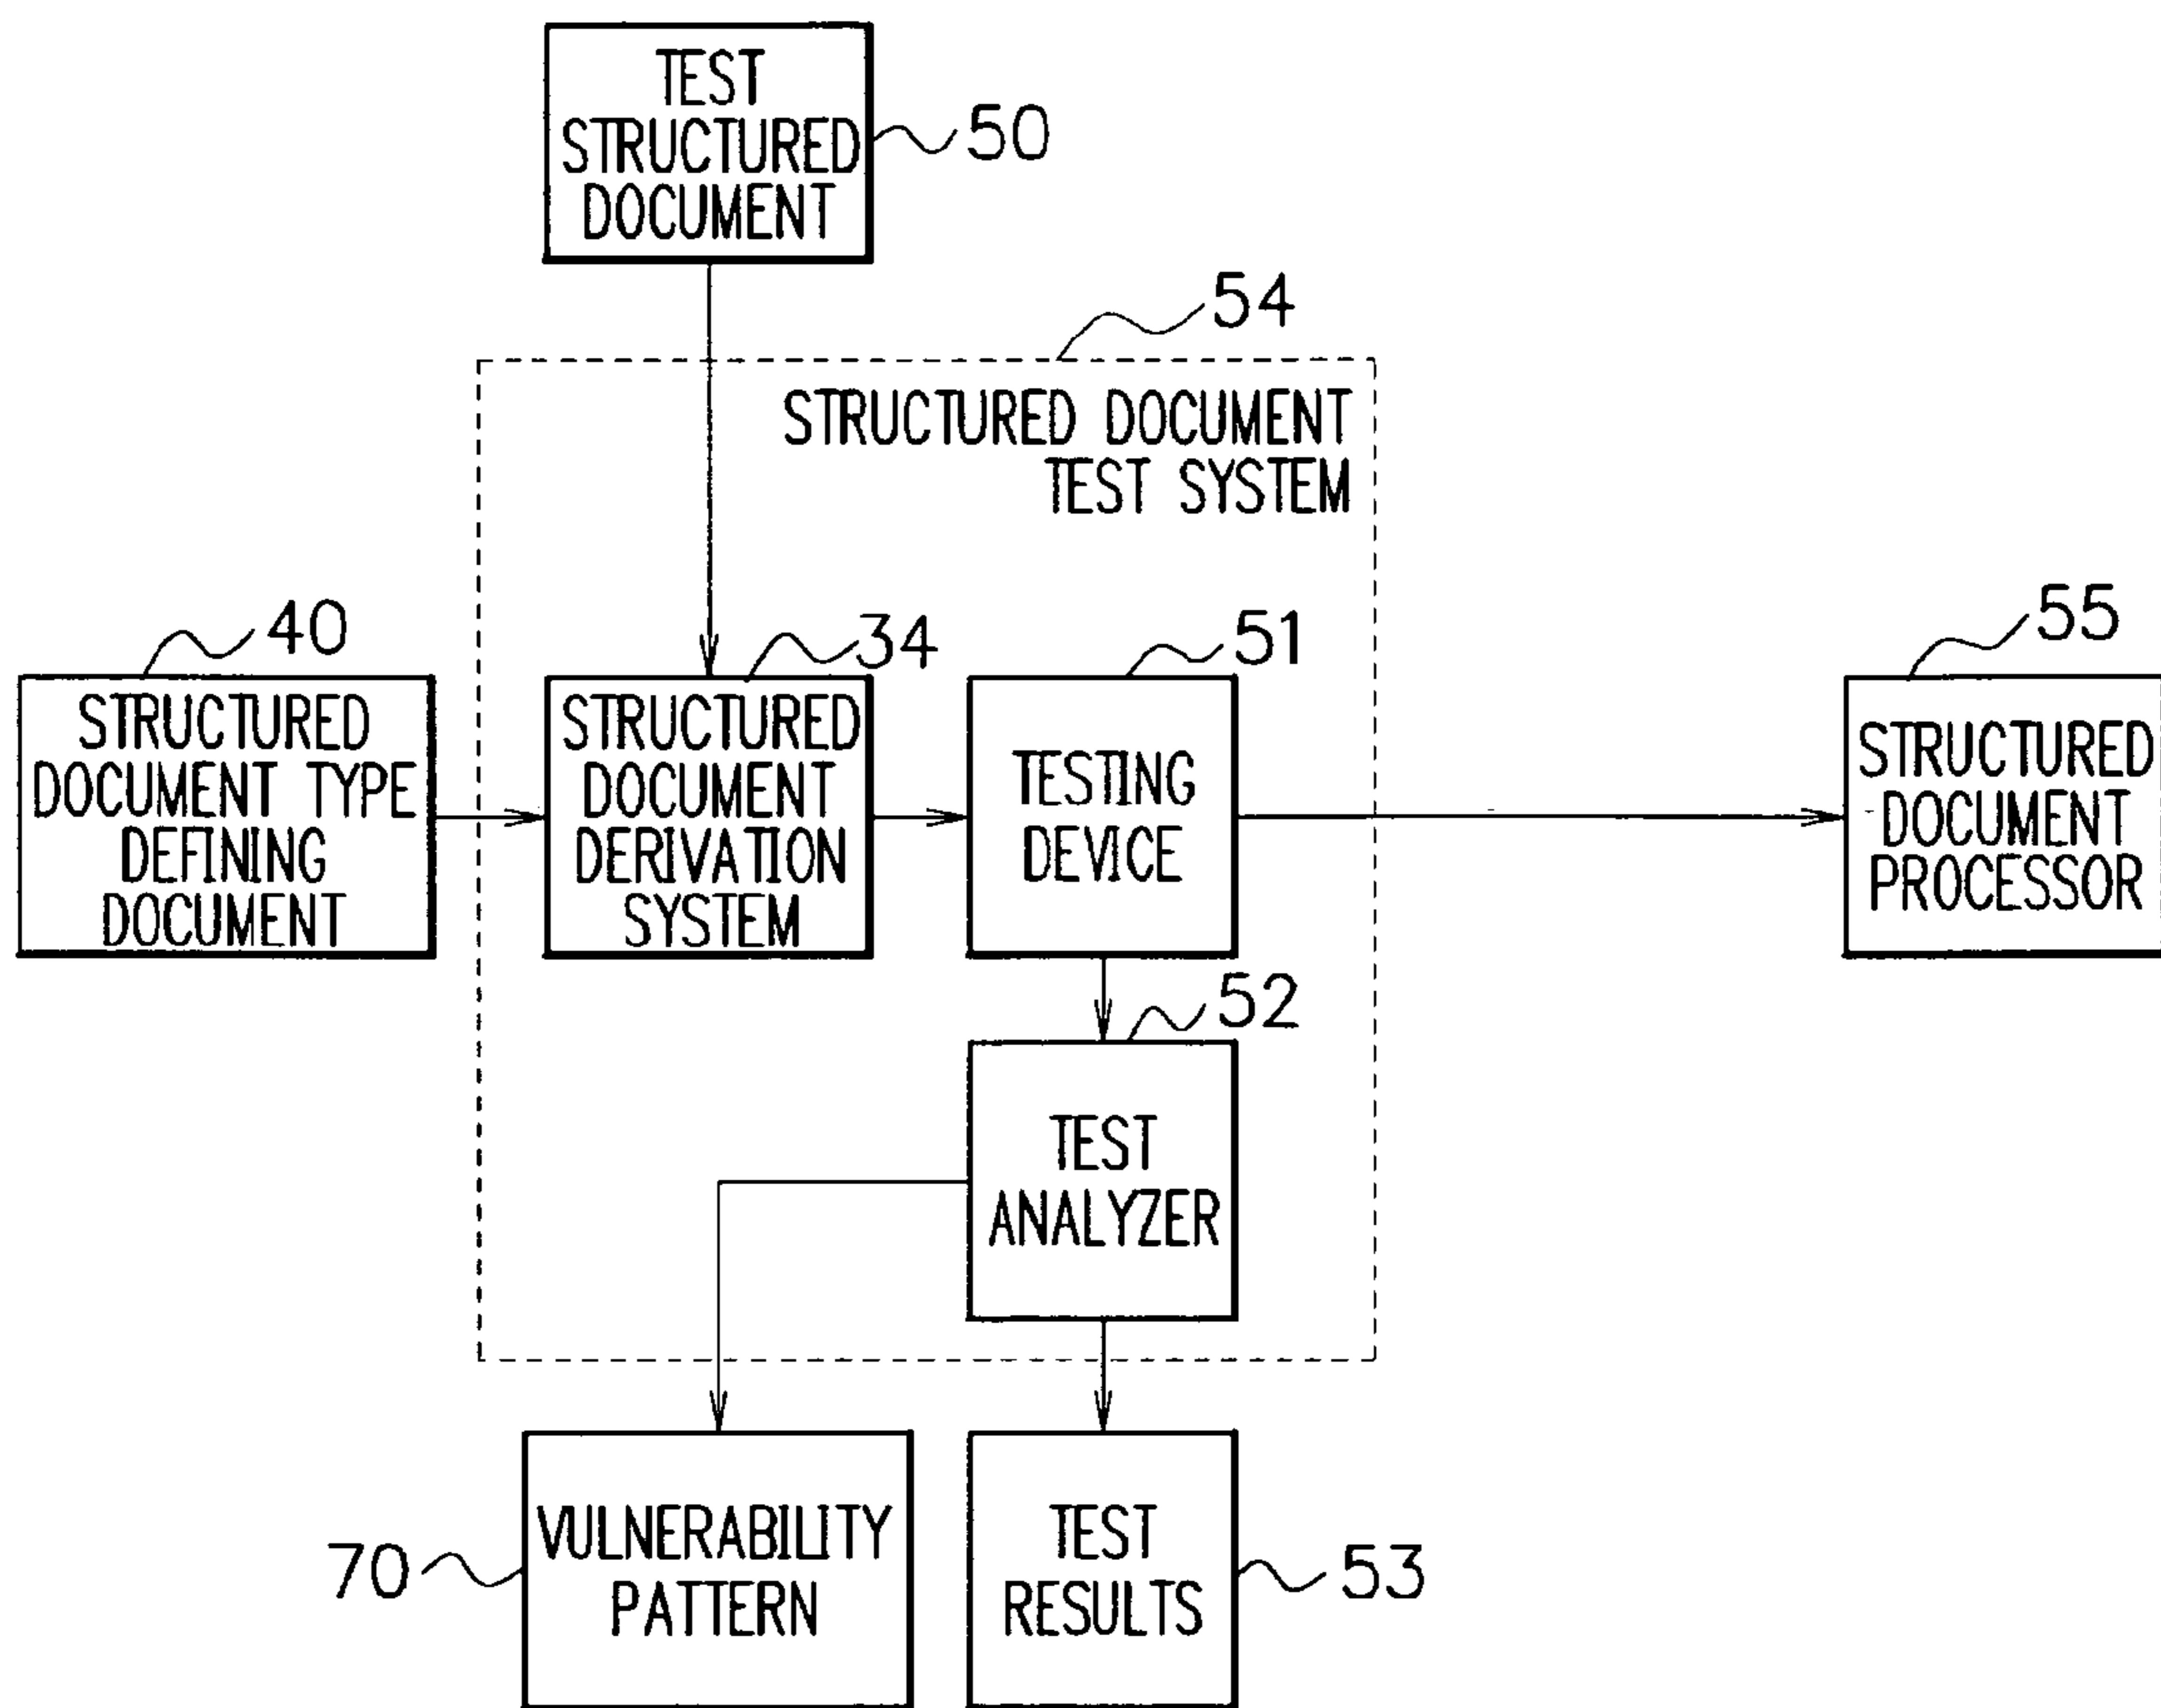 TEST
STRUCTURED
DOCUMENT
50
54
STRUCTURED DOCUMENT
TEST SYSTEM
40
34
51
55
STRUCTURED
DOCUMENT TYPE
DEFINING
DOCUMENT
STRUCTURED
DOCUMENT
DERIVATION
SYSTEM
TESTING
DEVICE
STRUCTURED
DOCUMENT
PROCESSOR
52
TEST
ANALYZER
70
VULNERABILITY
PATTERN
TEST
RESULTS
53